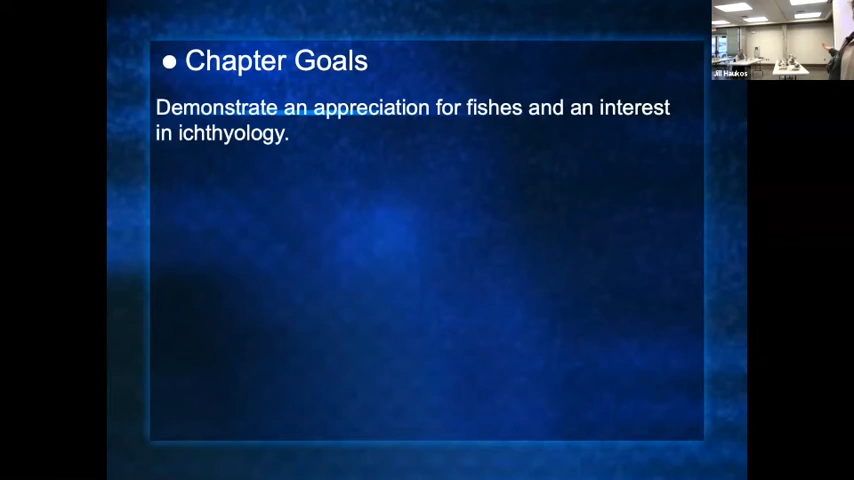 ● Chapter Goals
Demonstrate an appreciation for fishes and an interest
in ichthyology.
Jill Haukos